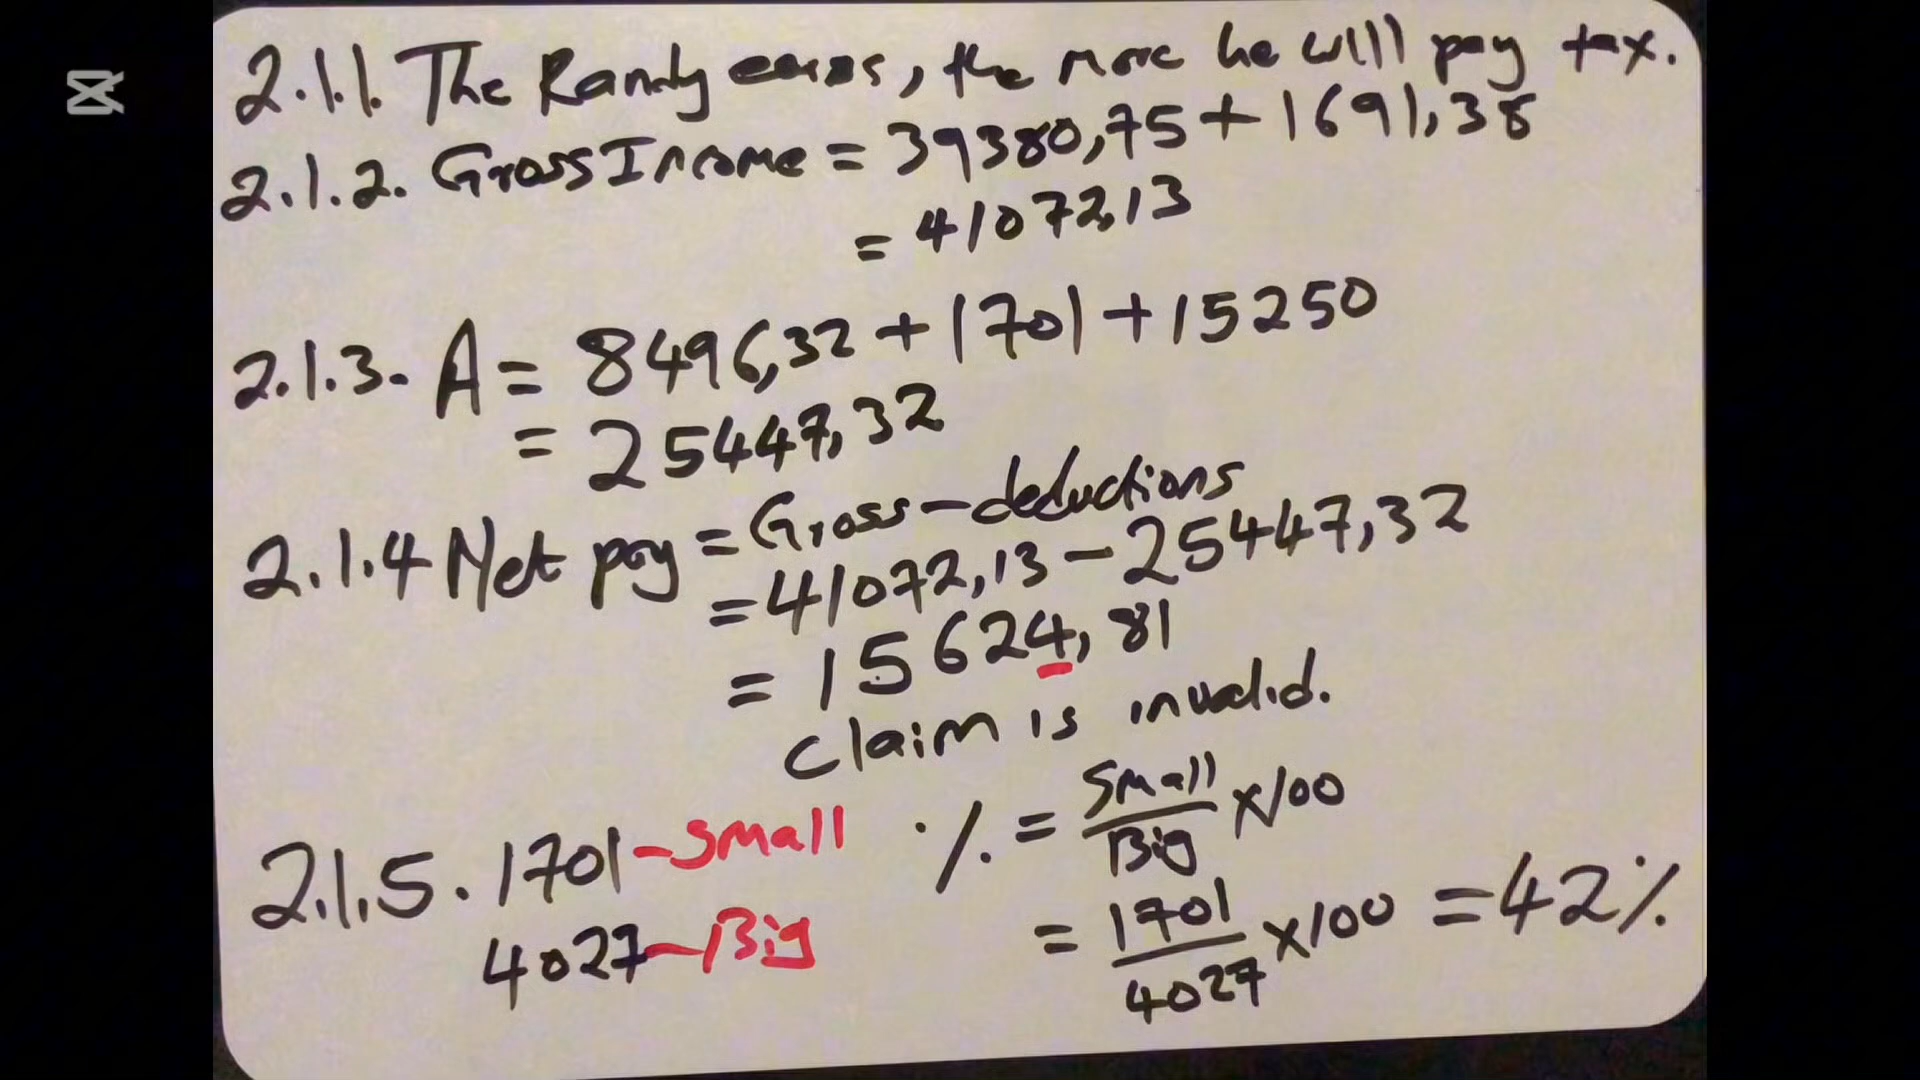 2.1.1. The Randy earns, the more he will pay tax.
2.1.2. Gross Income = 39380,75 + 1691,38
= 41072,13
2.1.3. A = 8496,32 + 1701 + 15250
= 25447,32
2.1.4 Net pay = Gross - deductions
= 41072,13 - 25447,32
= 15624,81
Claim is invalid.
2.1.5. 1701 - Small
4027 - Big
% = Small/Big x 100
= 1701/4027 x 100 = 42%